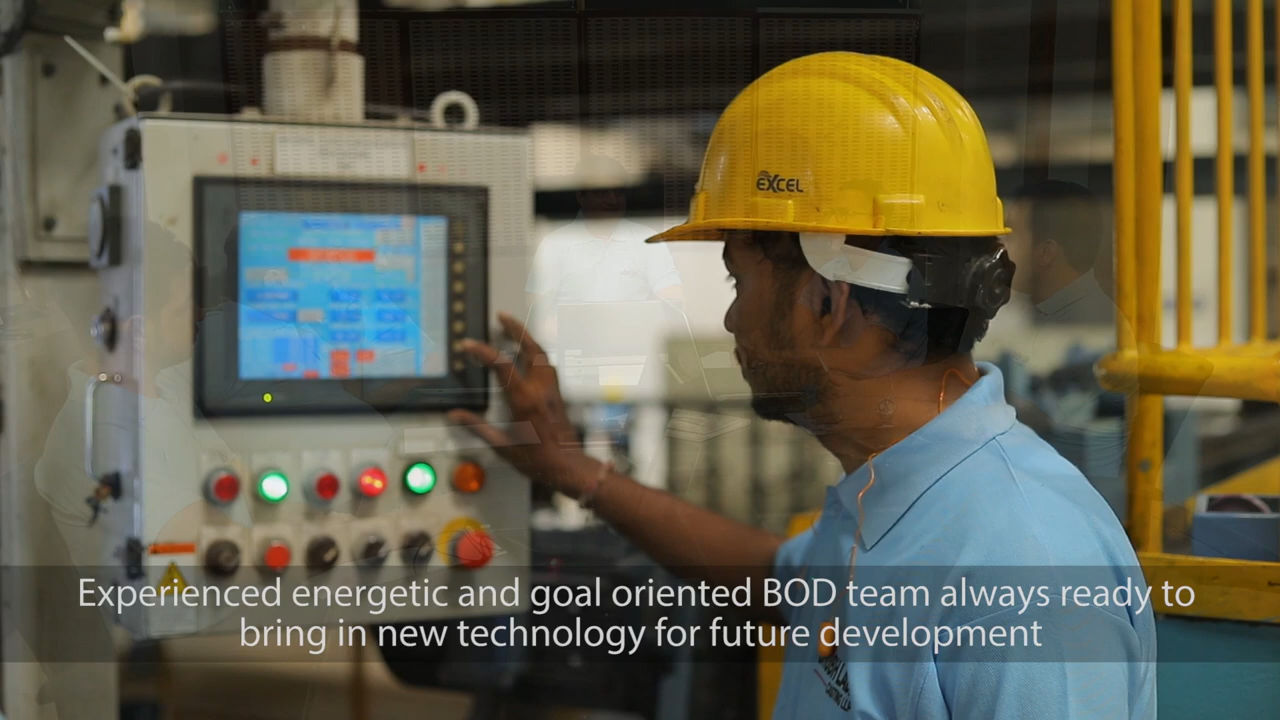 EXCEL
Experienced energetic and goal oriented BOD team always ready to
bring in new technology for future development